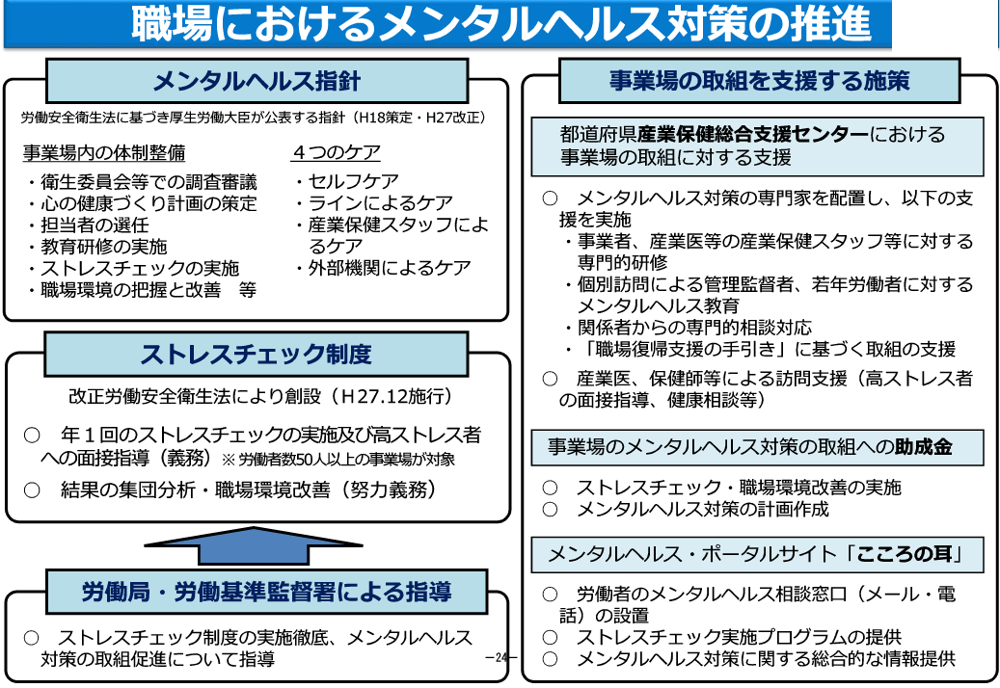 職場におけるメンタルヘルス対策の推進
メンタルヘルス指針
労働安全衛生法に基づき厚生労働大臣が公表する指針（H18策定・H27改正）
事業場内の体制整備
・衛生委員会等での調査審議
・心の健康づくり計画の策定
・担当者の選任
・教育研修の実施
・ストレスチェックの実施
・職場環境の把握と改善　等
４つのケア
・セルフケア
・ラインによるケア
・産業保健スタッフによ
るケア
・外部機関によるケア
ストレスチェック制度
改正労働安全衛生法により創設（Ｈ27.12施行）
○　年１回のストレスチェックの実施及び高ストレス者
への面接指導（義務）※ 労働者数50人以上の事業場が対象
○　結果の集団分析・職場環境改善（努力義務）
労働局・労働基準監督署による指導
○　ストレスチェック制度の実施徹底、メンタルヘルス
対策の取組促進について指導
事業場の取組を支援する施策
都道府県産業保健総合支援センターにおける
事業場の取組に対する支援
○　メンタルヘルス対策の専門家を配置し、以下の支
援を実施
・事業者、産業医等の産業保健スタッフ等に対する
専門的研修
・個別訪問による管理監督者、若年労働者に対する
メンタルヘルス教育
・関係者からの専門的相談対応
・「職場復帰支援の手引き」に基づく取組の支援
○　産業医、保健師等による訪問支援（高ストレス者
の面接指導、健康相談等）
事業場のメンタルヘルス対策の取組への助成金
○　ストレスチェック・職場環境改善の実施
○　メンタルヘルス対策の計画作成
メンタルヘルス・ポータルサイト「こころの耳」
○　労働者のメンタルヘルス相談窓口（メール・電
話）の設置
○　ストレスチェック実施プログラムの提供
○　メンタルヘルス対策に関する総合的な情報提供
－24－